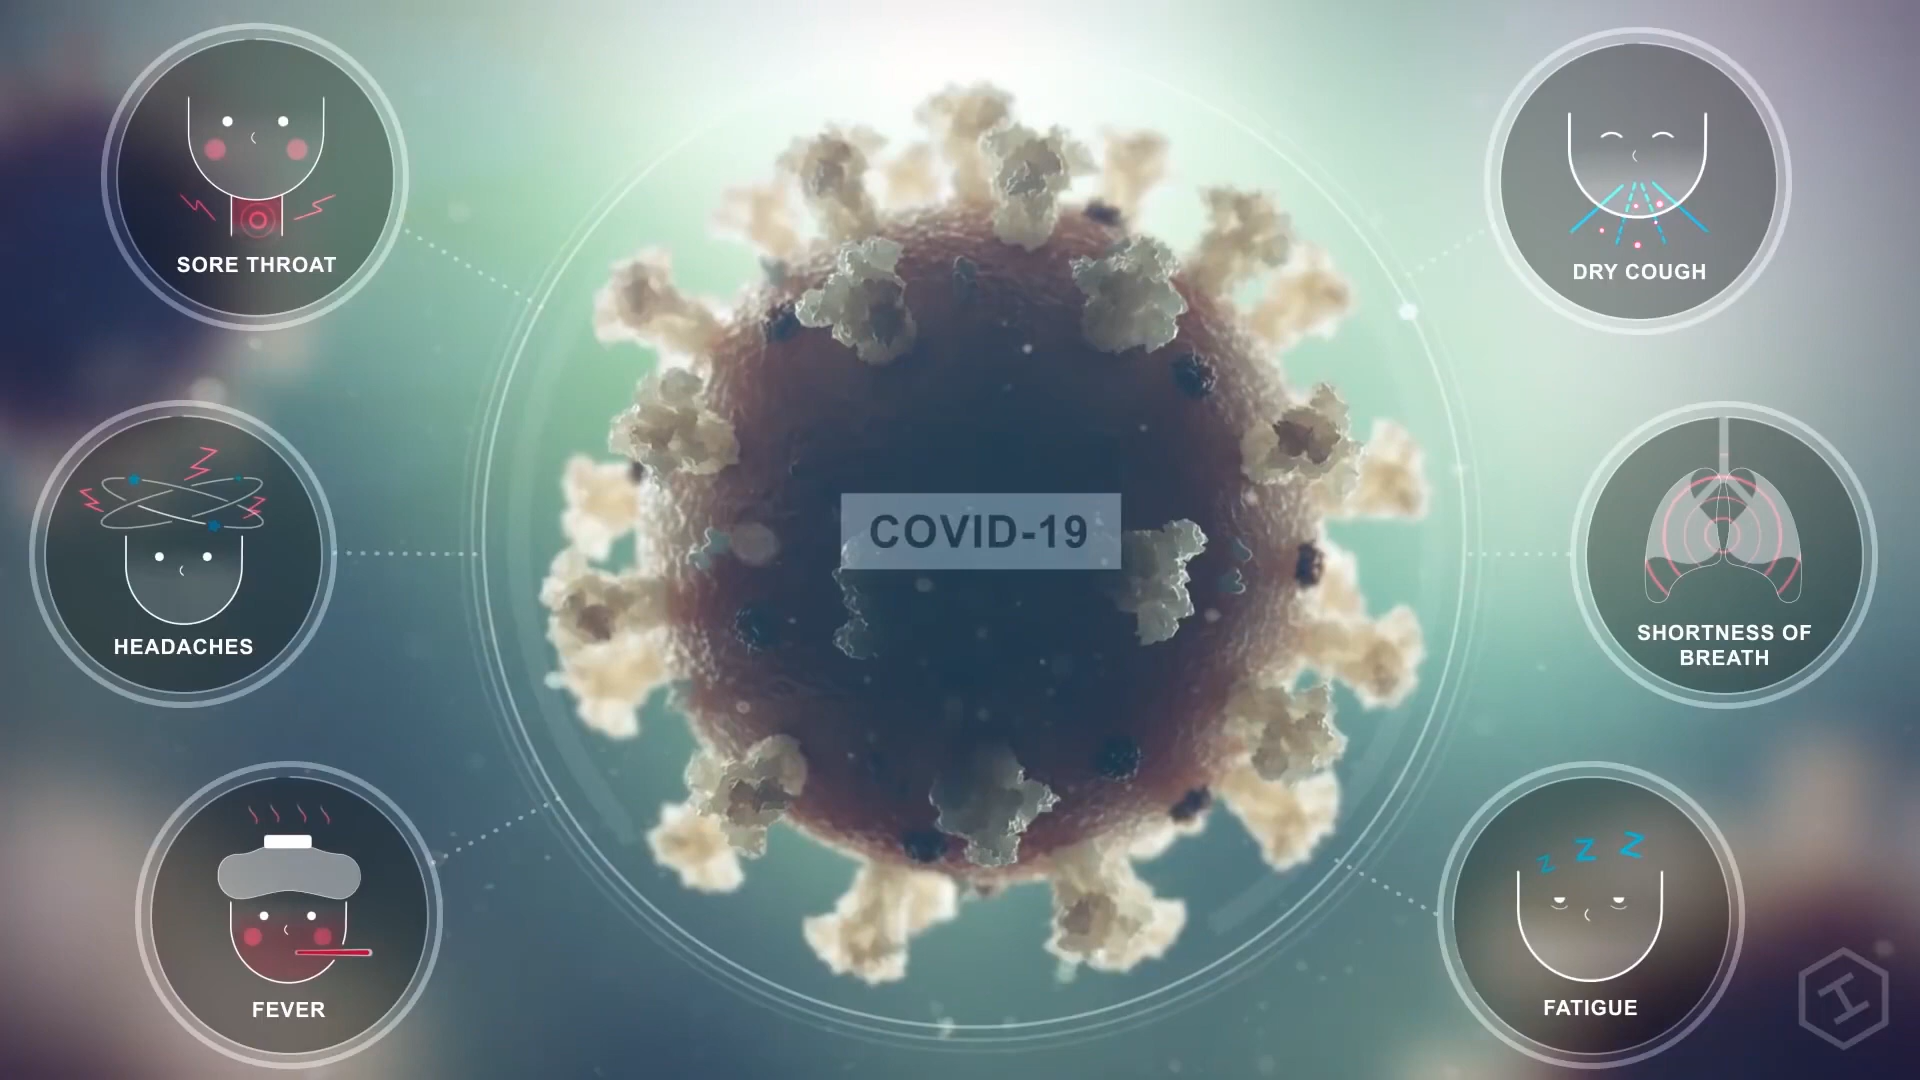 SORE THROAT
DRY COUGH
COVID-19
HEADACHES
SHORTNESS OF
BREATH
FEVER
FATIGUE